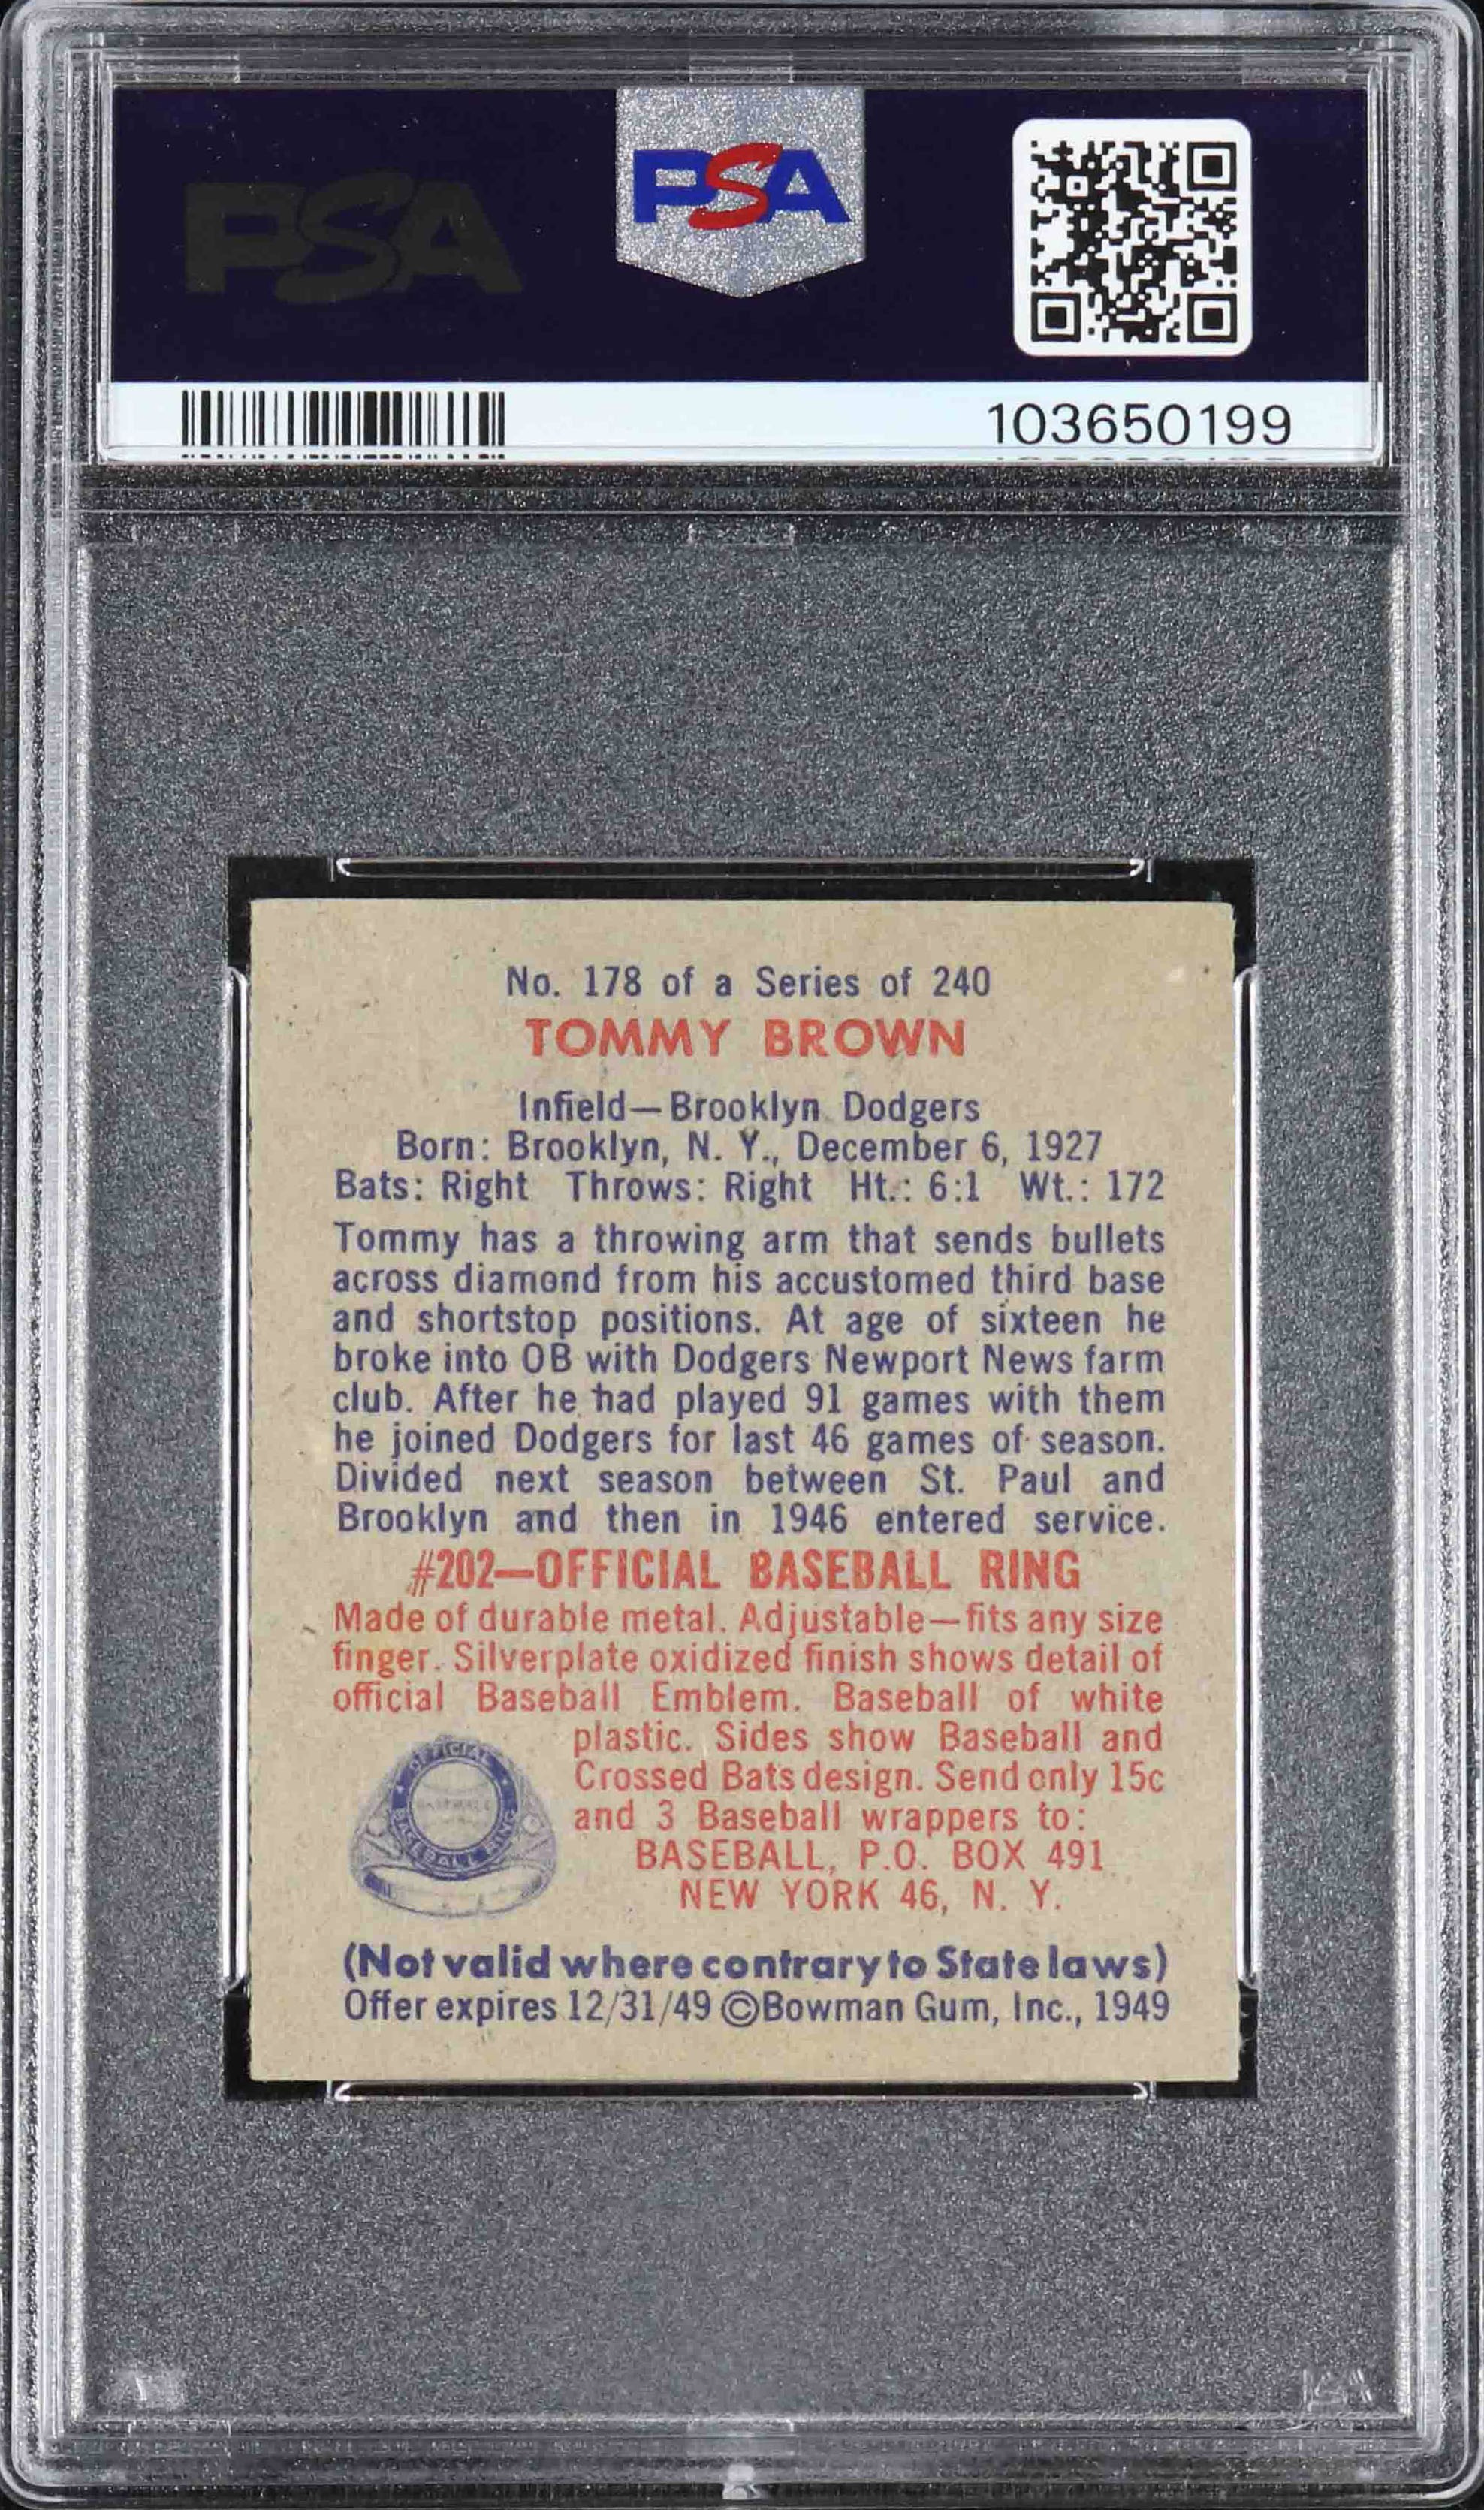 PSA
PSA
103650199
No. 178 of a Series of 240
TOMMY BROWN
Infield—Brooklyn Dodgers
Born: Brooklyn, N. Y., December 6, 1927
Bats: Right Throws: Right Ht.: 6:1 Wt.: 172
Tommy has a throwing arm that sends bullets
across diamond from his accustomed third base
and shortstop positions. At age of sixteen he
broke into OB with Dodgers Newport News farm
club. After he had played 91 games with them
he joined Dodgers for last 46 games of season.
Divided next season between St. Paul and
Brooklyn and then in 1946 entered service.
#202—OFFICIAL BASEBALL RING
Made of durable metal. Adjustable—fits any size
finger. Silverplate oxidized finish shows detail of
official Baseball Emblem. Baseball of white
plastic. Sides show Baseball and
Crossed Bats design. Send only 15c
and 3 Baseball wrappers to:
BASEBALL, P.O. BOX 491
NEW YORK 46, N. Y.
OFFICIAL
BASEBALL RING
(Not valid where contrary to State laws)
Offer expires 12/31/49 ©Bowman Gum, Inc., 1949